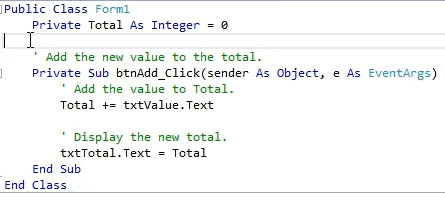 Public Class Form1
    Private Total As Integer = 0

    ' Add the new value to the total.
    Private Sub btnAdd_Click(sender As Object, e As EventArgs)
        ' Add the value to Total.
        Total += txtValue.Text

        ' Display the new total.
        txtTotal.Text = Total
    End Sub
End Class